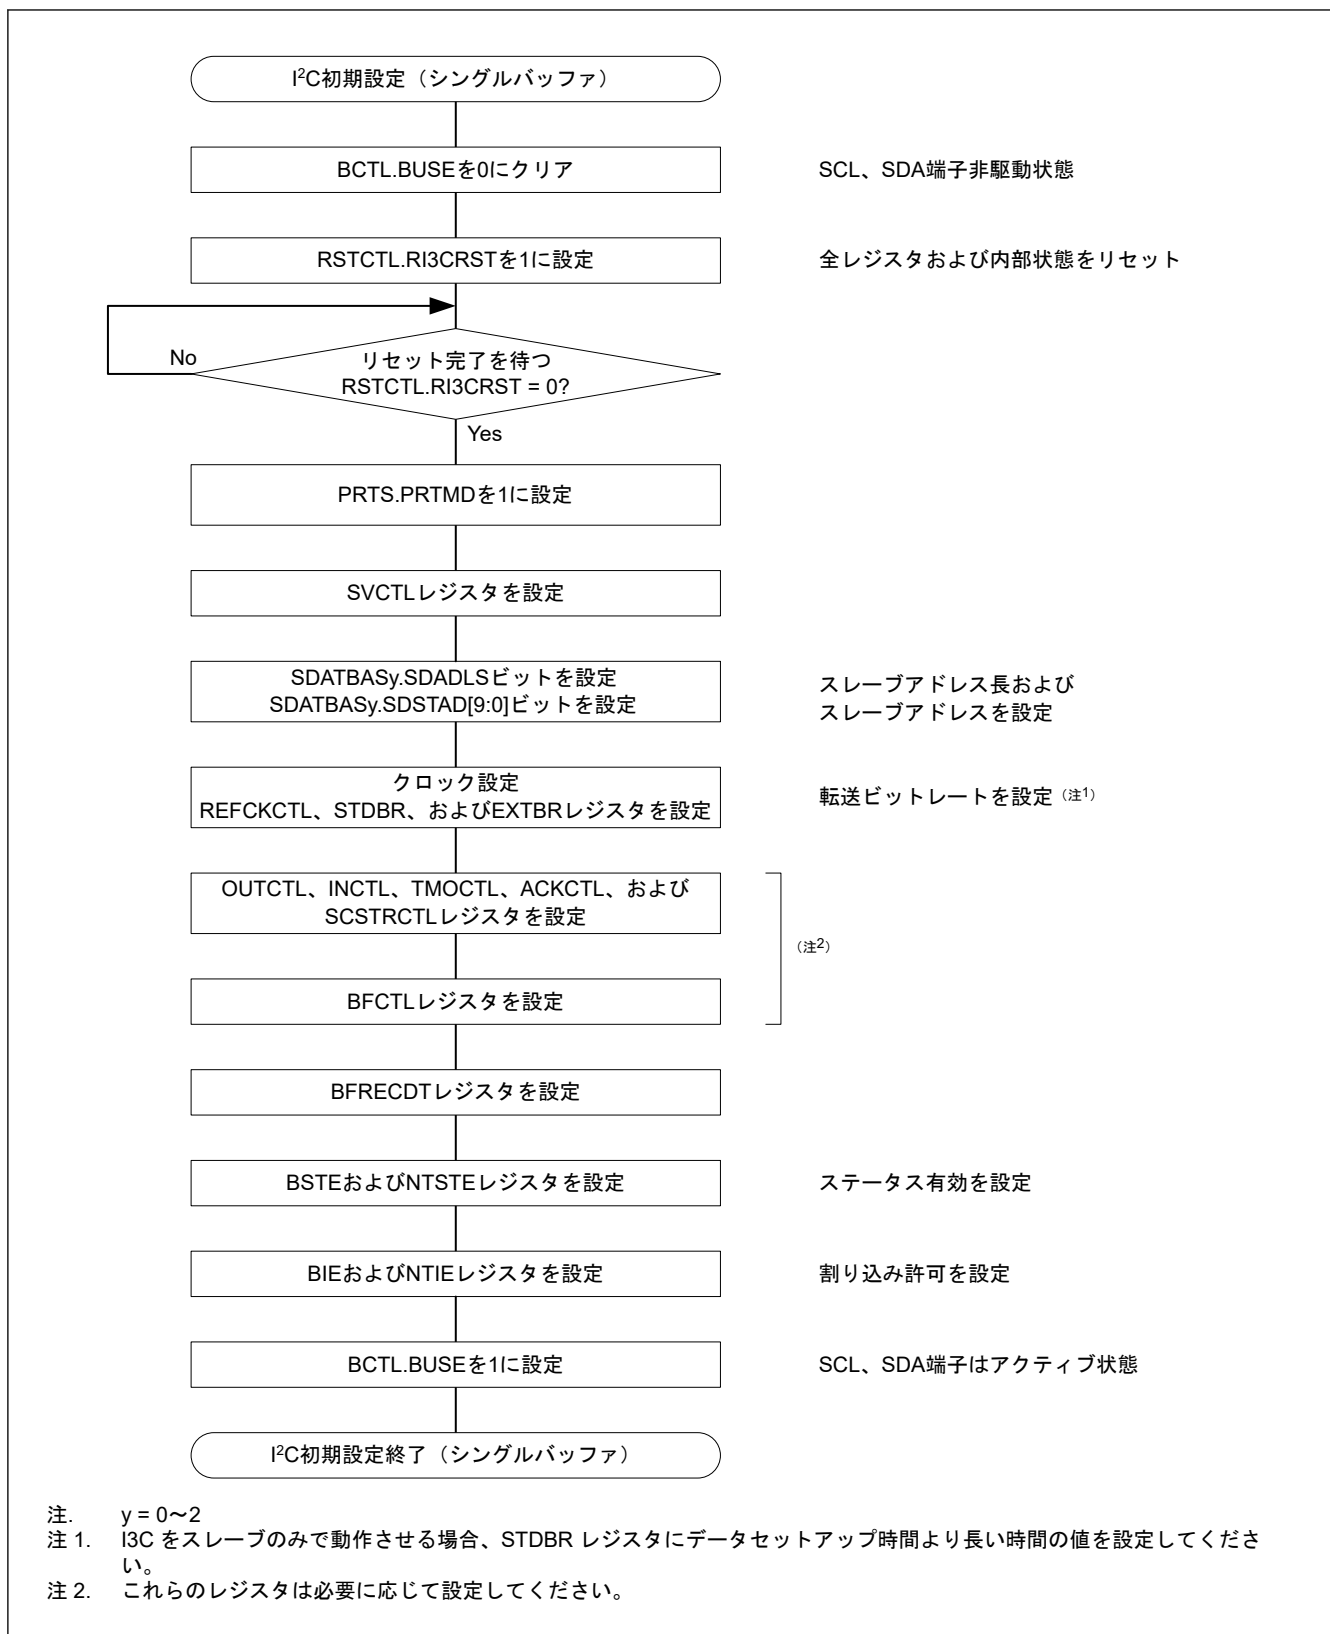 I²C初期設定（シングルバッファ）
BCTL.BUSEを0にクリア
SCL、SDA端子非駆動状態
RSTCTL.RI3CRSTを1に設定
全レジスタおよび内部状態をリセット
No
リセット完了を待つ
RSTCTL.RI3CRST = 0?
Yes
PRTS.PRTMDを1に設定
SVCTLレジスタを設定
SDATBASy.SDADLSビットを設定
SDATBASy.SDSTAD[9:0]ビットを設定
スレーブアドレス長および
スレーブアドレスを設定
クロック設定
REFCKCTL、STDBR、およびEXTBRレジスタを設定
転送ビットレートを設定（注1）
OUTCTL、INCTL、TMOCTL、ACKCTL、および
SCSTRCTLレジスタを設定
（注2）
BFCTLレジスタを設定
BFRECDTレジスタを設定
BSTEおよびNTSTEレジスタを設定
ステータス有効を設定
BIEおよびNTIEレジスタを設定
割り込み許可を設定
BCTL.BUSEを1に設定
SCL、SDA端子はアクティブ状態
I²C初期設定終了（シングルバッファ）
注. y = 0～2
注 1. I3C をスレーブのみで動作させる場合、STDBR レジスタにデータセットアップ時間より長い時間の値を設定してくださ
い。
注 2. これらのレジスタは必要に応じて設定してください。